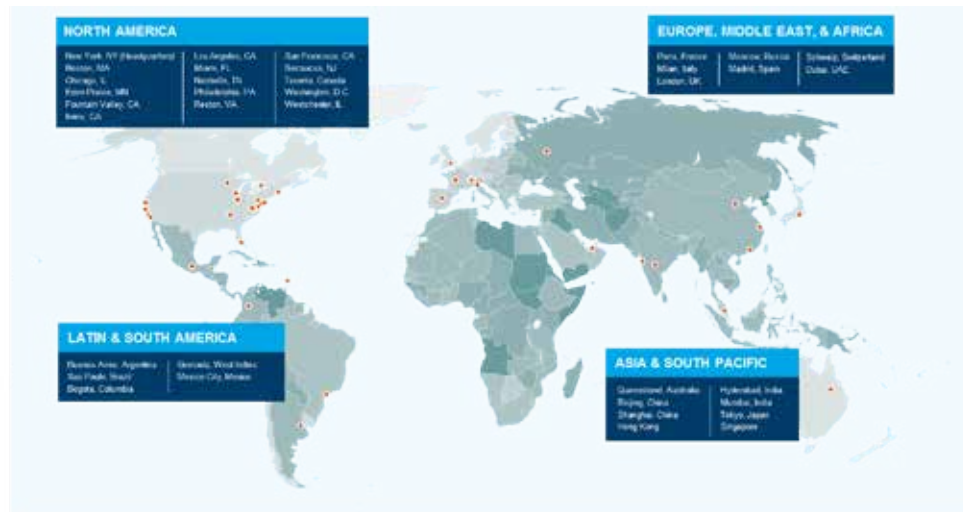 NORTH AMERICA
New York, NY (Headquarters)
Boston, MA
Chicago, IL
Eden Prairie, MN
Fountain Valley, CA
Irvine, CA
Los Angeles, CA
Miami, FL
Nashville, TN
Philadelphia, PA
Reston, VA
San Francisco, CA
Secaucus, NJ
Toronto, Canada
Washington, D.C.
Westchester, IL
EUROPE, MIDDLE EAST, & AFRICA
Paris, France
Milan, Italy
London, UK
Moscow, Russia
Madrid, Spain
Switzerland
Dubai, UAE
LATIN & SOUTH AMERICA
Buenos Aires, Argentina
Sao Paulo, Brazil
Bogota, Colombia
Grenada, West Indies
Mexico City, Mexico
ASIA & SOUTH PACIFIC
Queensland, Australia
Beijing, China
Shanghai, China
Hong Kong
Hyderabad, India
Mumbai, India
Tokyo, Japan
Singapore